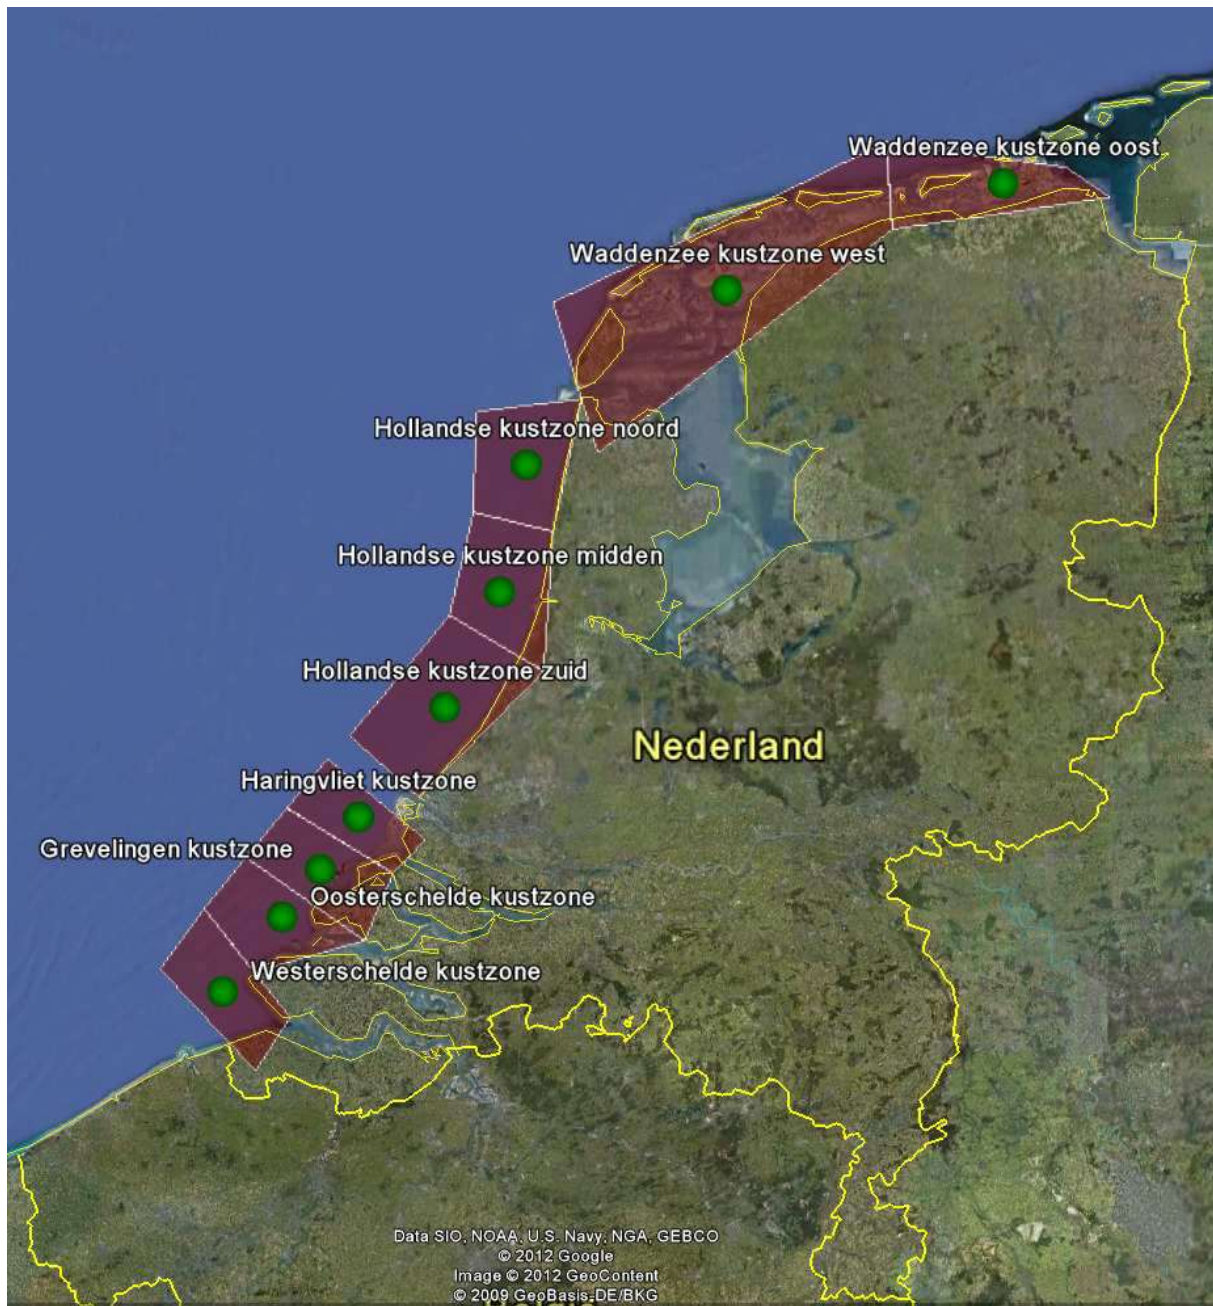 Waddenzee kustzone oost
Waddenzee kustzone west
Hollandse kustzone noord
Hollandse kustzone midden
Hollandse kustzone zuid
Nederland
Haringvliet kustzone
Grevelingen kustzone
Oosterschelde kustzone
Westerschelde kustzone
Data SIO, NOAA, U.S. Navy, NGA, GEBCO
© 2012 Google
Image © 2012 GeoContent
© 2009 GeoBasis-DE/BKG